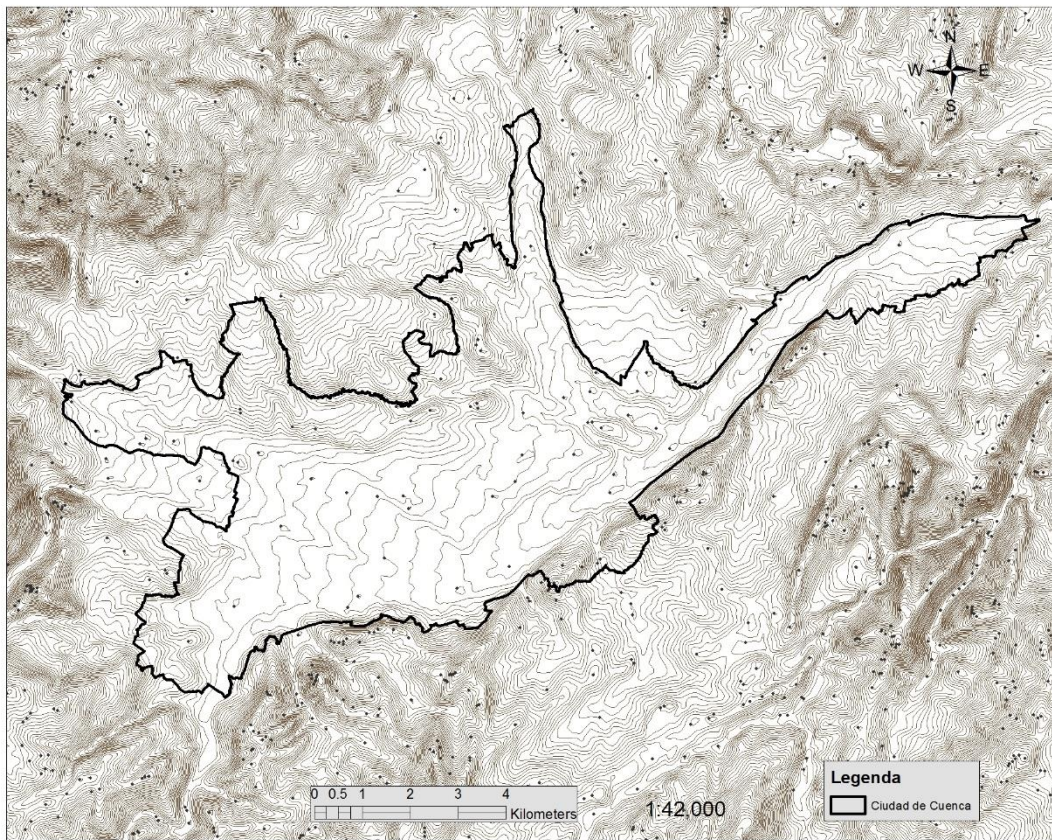 N
W E
S
0 0.5 1 2 3 4
Kilometers
1:42,000
Legenda
Ciudad de Cuenca